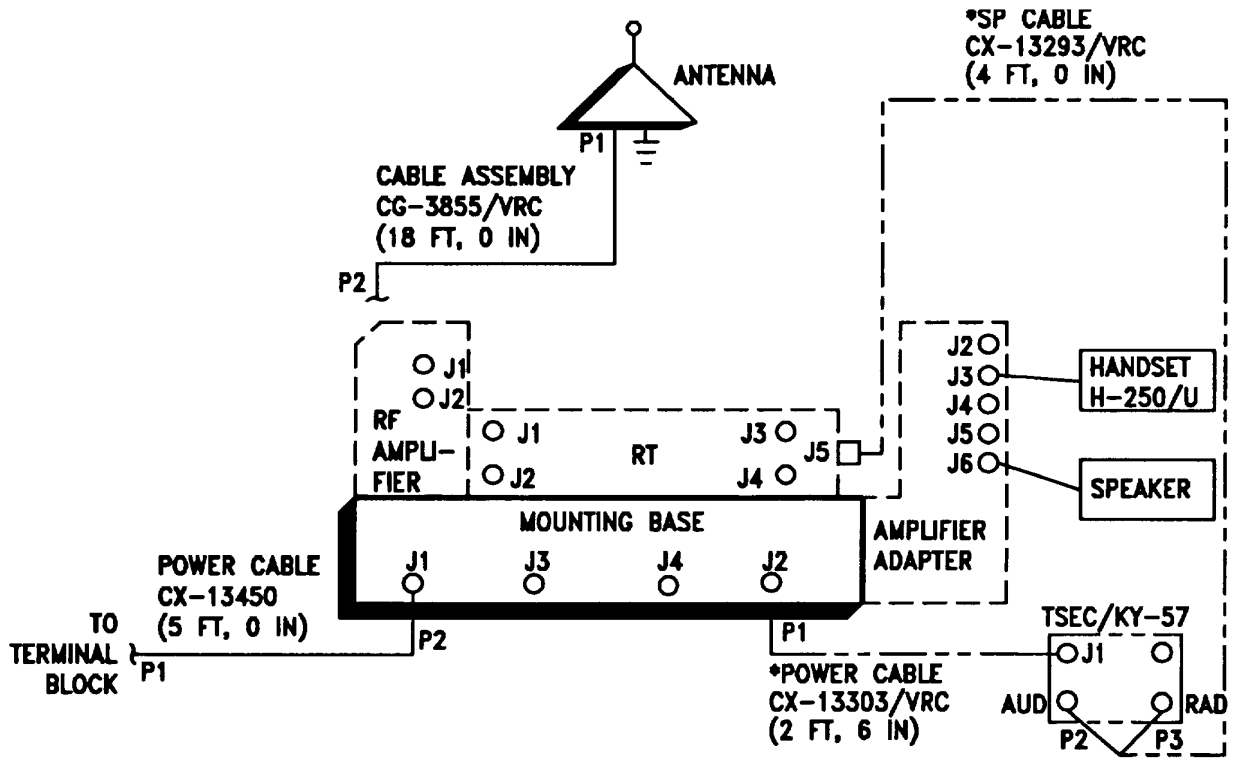 *SP CABLE
CX-13293/VRC
(4 FT, 0 IN)
ANTENNA
P1
CABLE ASSEMBLY
CG-3855/VRC
(18 FT, 0 IN)
P2
J1
J2
RF
AMPLI-
FIER
J1
J2
RT
J3
J4
J5
J2
J3
J4
J5
J6
HANDSET
H-250/U
SPEAKER
MOUNTING BASE
J1
J3
J4
J2
AMPLIFIER
ADAPTER
POWER CABLE
CX-13450
(5 FT, 0 IN)
TO
TERMINAL
BLOCK
P1
P2
P1
*POWER CABLE
CX-13303/VRC
(2 FT, 6 IN)
TSEC/KY-57
J1
AUD
RAD
P2
P3